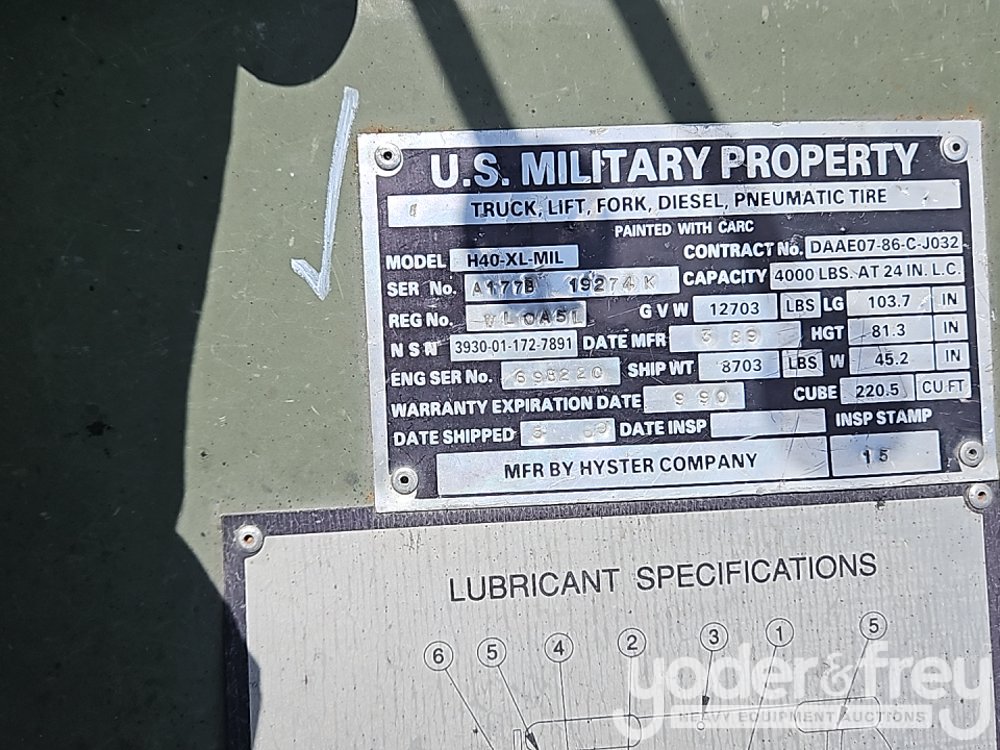 U.S. MILITARY PROPERTY
TRUCK, LIFT, FORK, DIESEL, PNEUMATIC TIRE
PAINTED WITH CARC
MODEL H40-XL-MIL CONTRACT No. DAAE07-86-C-J032
SER No. A177B 19274K CAPACITY 4000 LBS. AT 24 IN. L.C.
REG No. GVW 12703 LBS LG 103.7 IN
NSN 3930-01-172-7891 DATE MFR 3 89 HGT 81.3 IN
ENG SER No. 698220 SHIP WT 8703 LBS W 45.2 IN
WARRANTY EXPIRATION DATE 9 90 CUBE 220.5 CU FT
DATE SHIPPED DATE INSP INSP STAMP
MFR BY HYSTER COMPANY 15
LUBRICANT SPECIFICATIONS
6 5 4 2 3 1 5
yoder&frey
HEAVY EQUIPMENT AUCTIONS